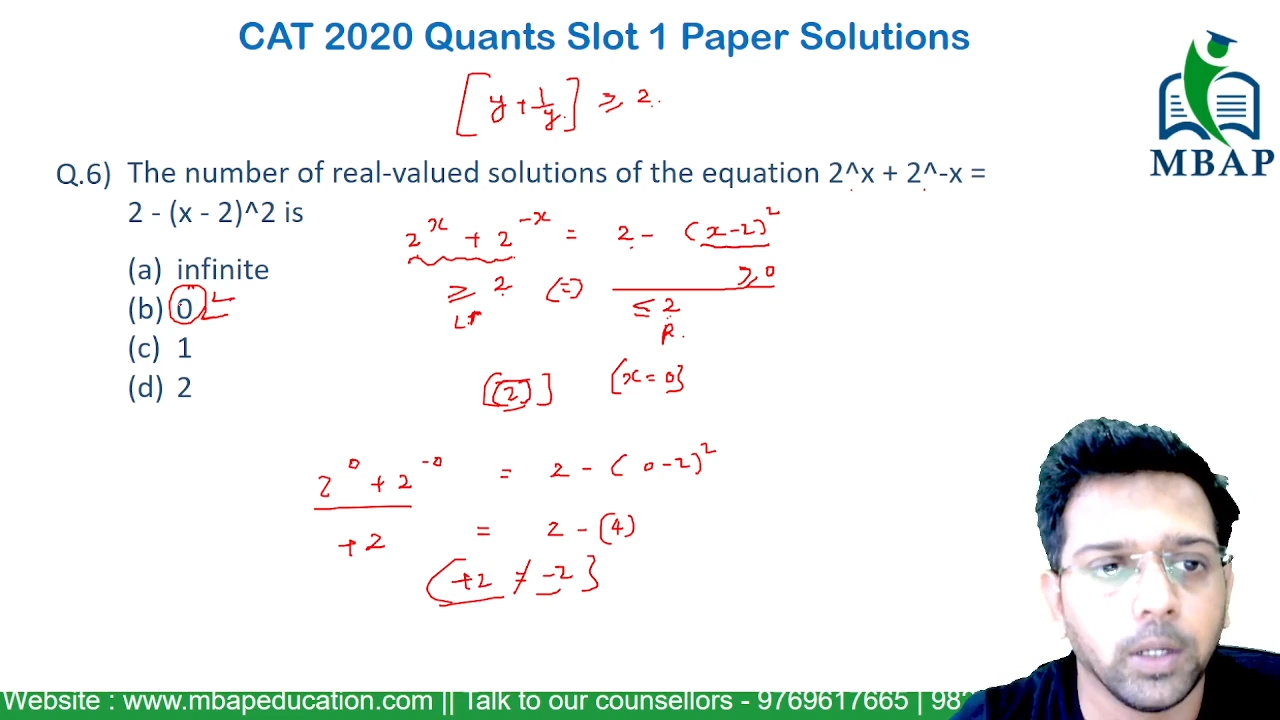 CAT 2020 Quants Slot 1 Paper Solutions
[y + 1/y] ≥ 2
MBAP
Q.6) The number of real-valued solutions of the equation 2^x + 2^-x =
2 - (x - 2)^2 is
2^x + 2^-x = 2 - (x-2)^2
(a) infinite
≥ 0
(b) 0
≥ 2 (=) ≤ 2
L R
(c) 1
(d) 2
[(2)] {x = 0}
2^0 + 2^-0 = 2 - (0-2)^2
+2 = 2 - (4)
(+2 ≠ -2}
Website : www.mbapeducation.com || Talk to our counsellors - 9769617665 | 98